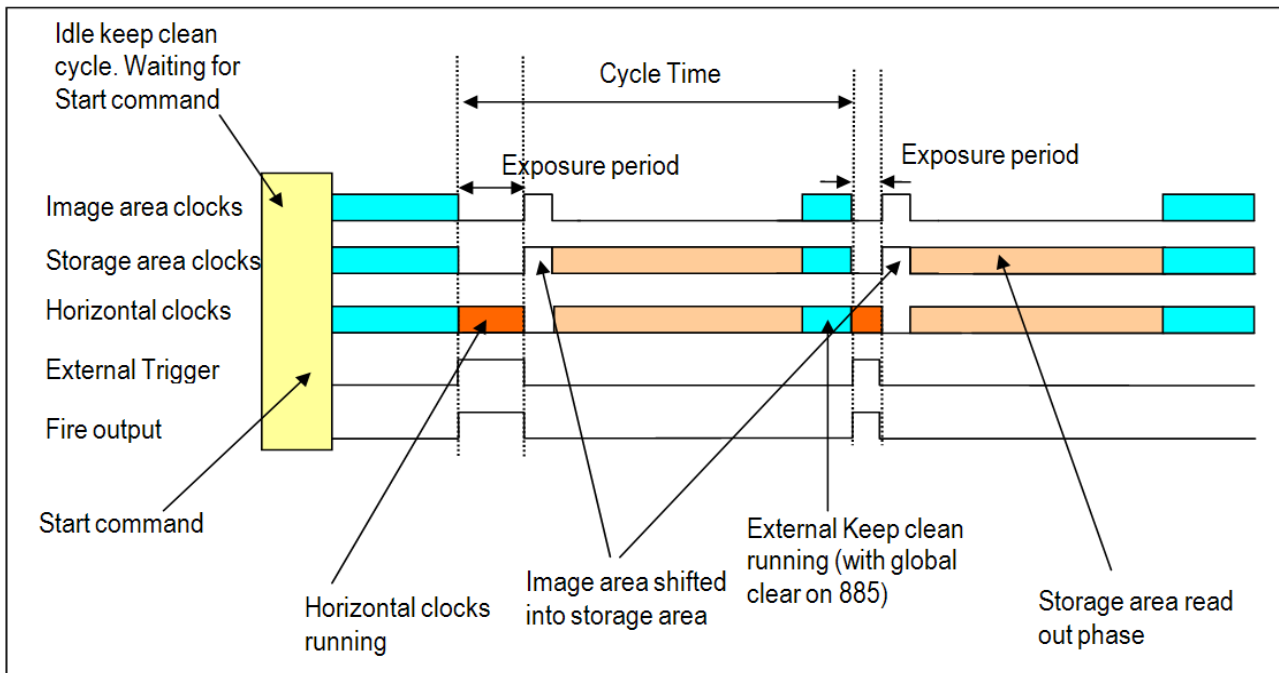 Idle keep clean
cycle. Waiting for
Start command
Cycle Time
Exposure period
Exposure period
Image area clocks
Storage area clocks
Horizontal clocks
External Trigger
Fire output
Start command
Horizontal clocks
running
Image area shifted
into storage area
External Keep clean
running (with global
clear on 885)
Storage area read
out phase